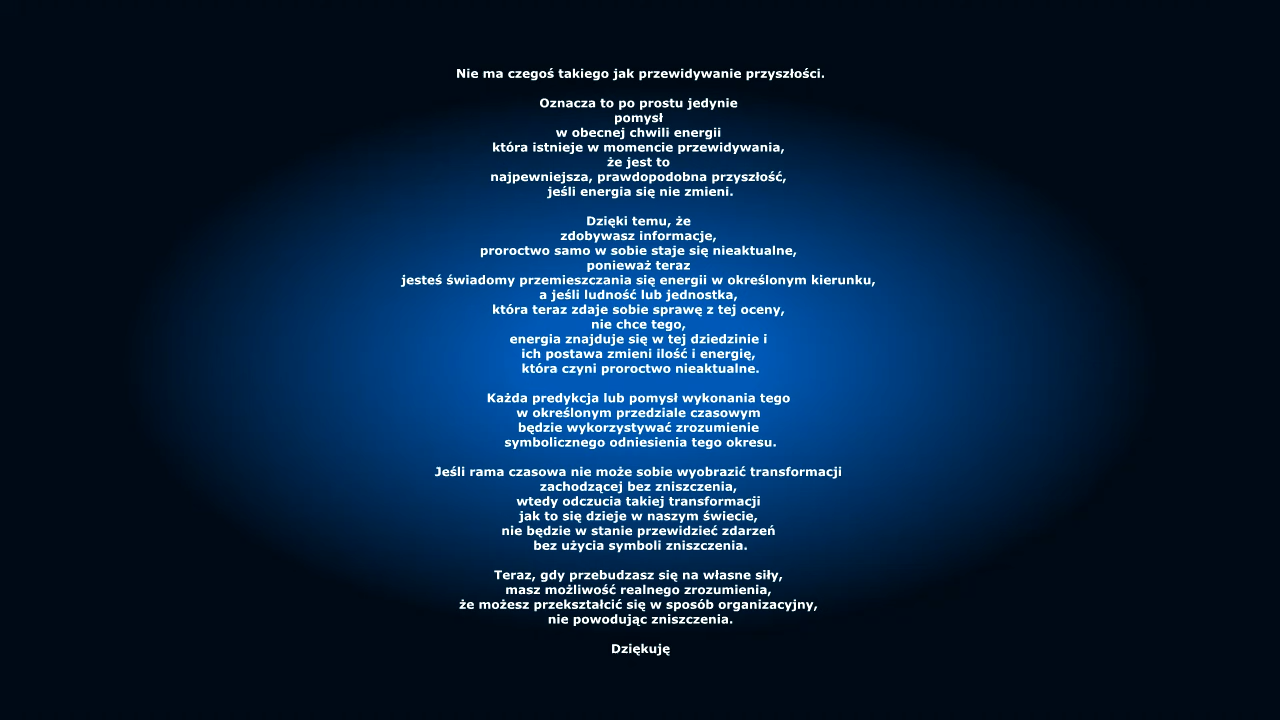 Nie ma czegoś takiego jak przewidywanie przyszłości.
Oznacza to po prostu jedynie
pomysł
w obecnej chwili energii
która istnieje w momencie przewidywania,
że jest to
najpewniejsza, prawdopodobna przyszłość,
jeśli energia się nie zmieni.
Dzięki temu, że
zdobywasz informacje,
proroctwo samo w sobie staje się nieaktualne,
ponieważ teraz
jesteś świadomy przemieszczania się energii w określonym kierunku,
a jeśli ludność lub jednostka,
która teraz zdaje sobie sprawę z tej oceny,
nie chce tego,
energia znajduje się w tej dziedzinie i
ich postawa zmieni ilość i energię,
która czyni proroctwo nieaktualne.
Każda predykcja lub pomysł wykonania tego
w określonym przedziale czasowym
będzie wykorzystywać zrozumienie
symbolicznego odniesienia tego okresu.
Jeśli rama czasowa nie może sobie wyobrazić transformacji
zachodzącej bez zniszczenia,
wtedy odczucia takiej transformacji
jak to się dzieje w naszym świecie,
nie będzie w stanie przewidzieć zdarzeń
bez użycia symboli zniszczenia.
Teraz, gdy przebudzasz się na własne siły,
masz możliwość realnego zrozumienia,
że możesz przekształcić się w sposób organizacyjny,
nie powodując zniszczenia.
Dziękuję